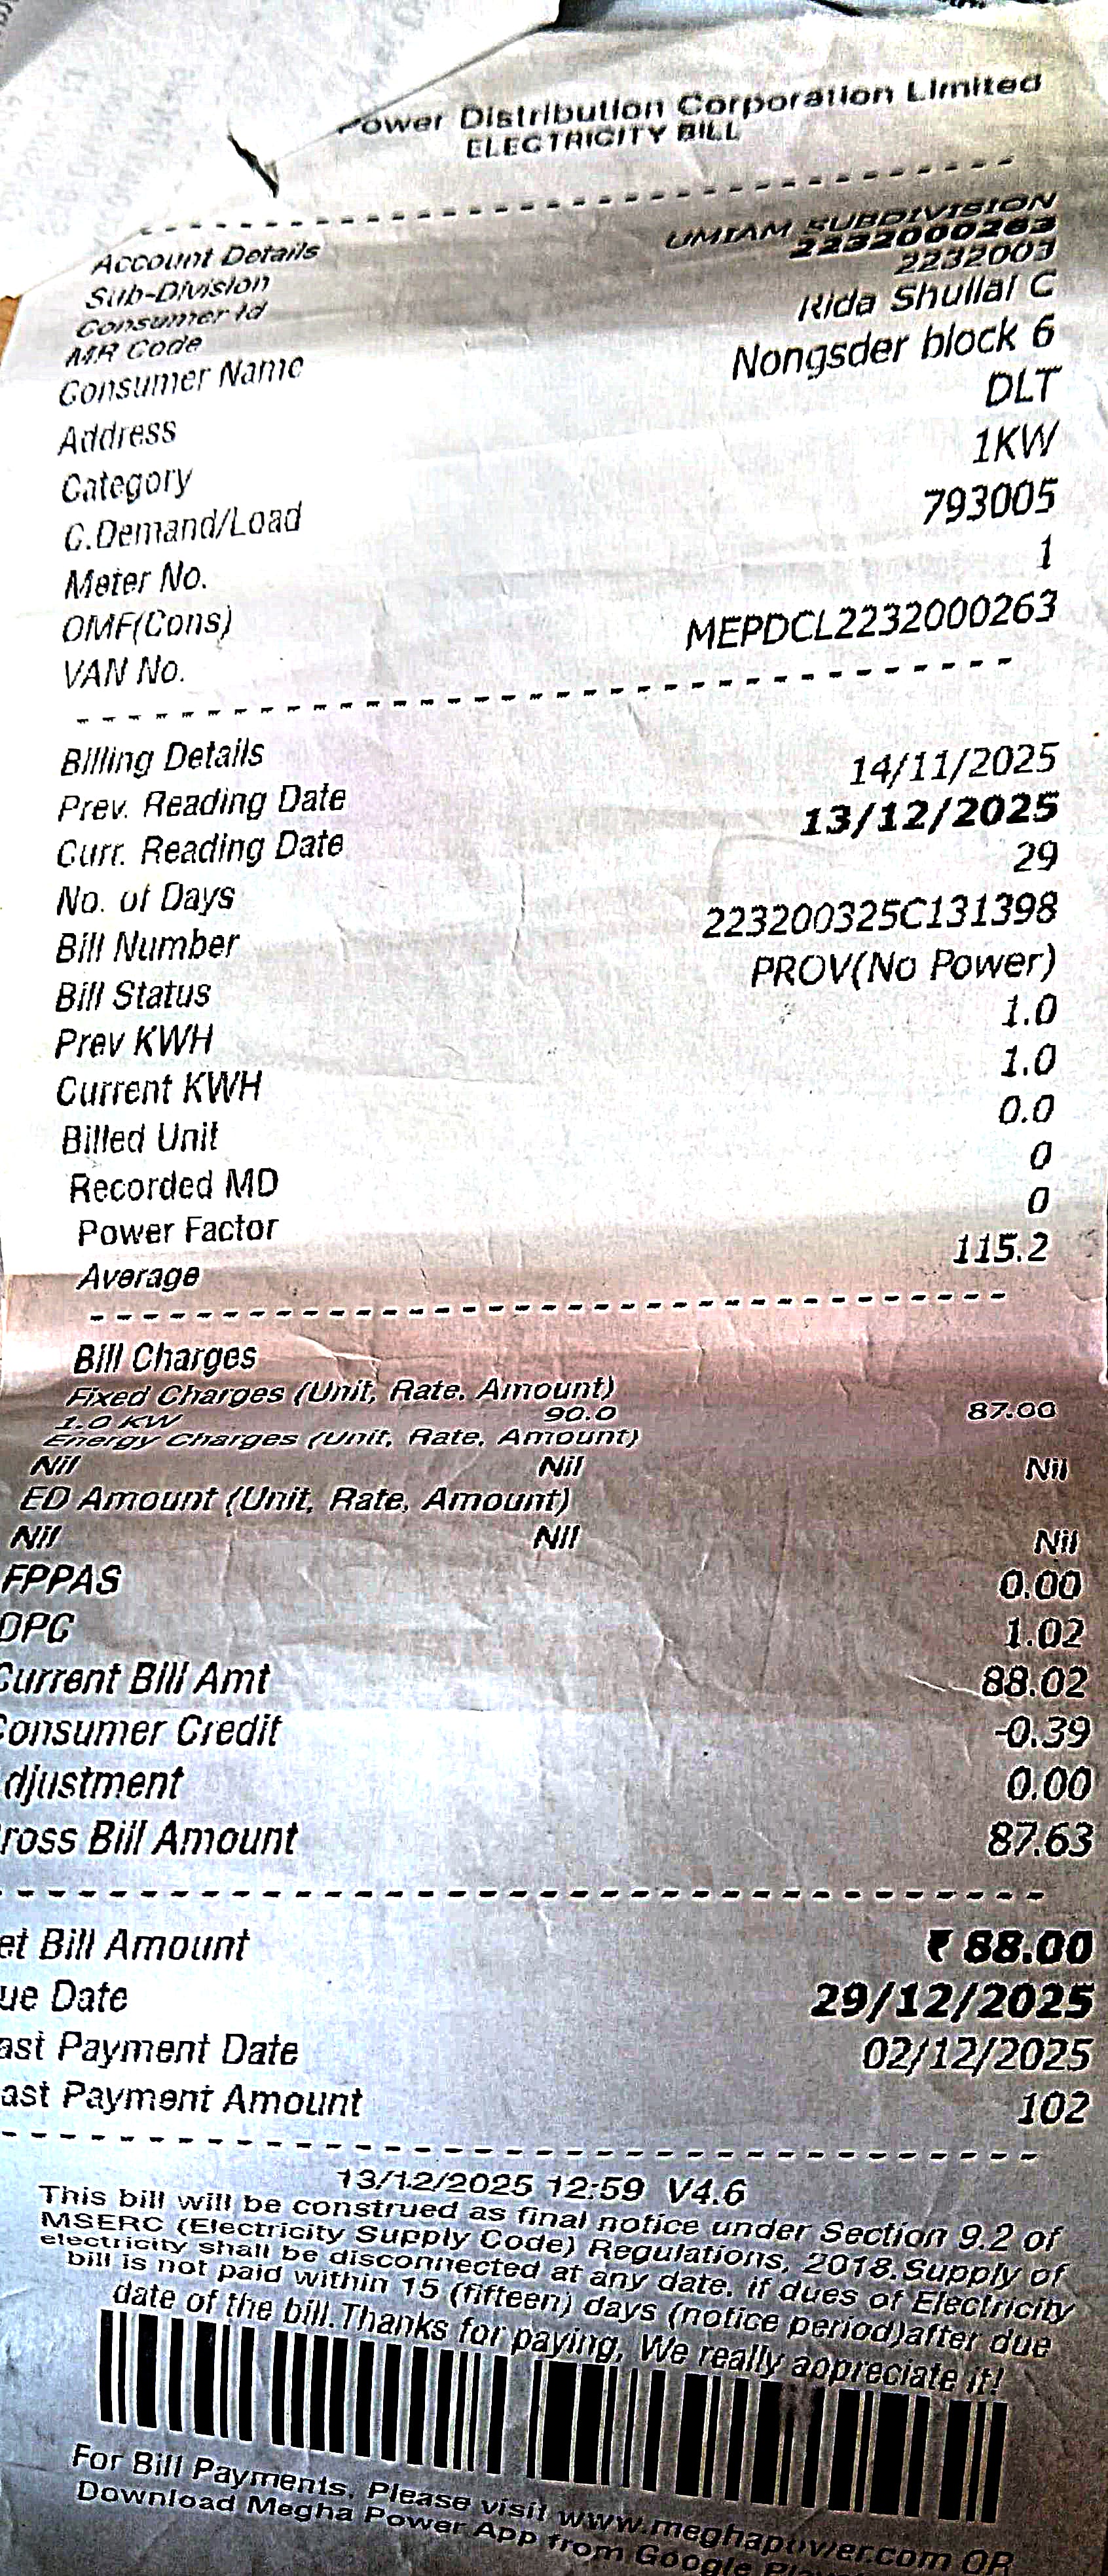 Power Distribution Corporation Limited
ELECTRICITY BILL
Account Details
Sub-Division UMIAM SUBDIVISION
Consumer Id 2232000263
MR Code 2232003
Consumer Name Rida Shullai C
Address Nongsder block 6
Category DLT
C.Demand/Load 1KW
Meter No. 793005
OMF(Cons) 1
VAN No. MEPDCL2232000263
Billing Details
Prev. Reading Date 14/11/2025
Curr. Reading Date 13/12/2025
No. of Days 29
Bill Number 223200325C131398
Bill Status PROV(No Power)
Prev KWH 1.0
Current KWH 1.0
Billed Unit 0.0
Recorded MD 0
Power Factor 0
Average 115.2
Bill Charges
Fixed Charges (Unit, Rate, Amount)
1.0 KW 90.0 87.00
Energy Charges (Unit, Rate, Amount)
Nil Nil Nil
ED Amount (Unit, Rate, Amount)
Nil Nil Nil
FPPAS 0.00
DPC 1.02
Current Bill Amt 88.02
Consumer Credit -0.39
djustment 0.00
ross Bill Amount 87.63
et Bill Amount ₹ 88.00
ue Date 29/12/2025
ast Payment Date 02/12/2025
ast Payment Amount 102
13/12/2025 12:59 V4.6
This bill will be construed as final notice under Section 9.2 of
MSERC (Electricity Supply Code) Regulations, 2018.Supply of
electricity shall be disconnected at any date, if dues of Electricity
bill is not paid within 15 (fifteen) days (notice period)after due
date of the bill.Thanks for paying, We really appreciate it!
For Bill Payments, Please visit www.meghapower.com OR
Download Megha Power App from Google Play